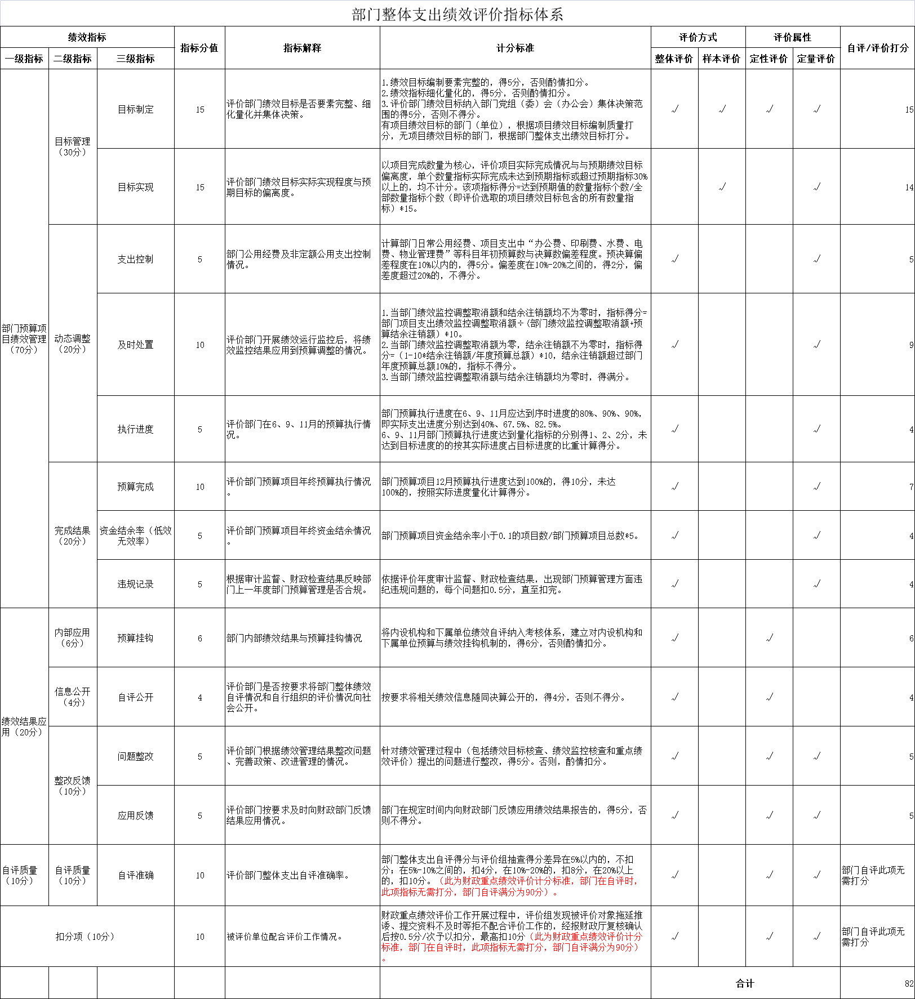 部门整体支出绩效评价指标体系
绩效指标
指标分值
指标解释
计分标准
评价方式
评价属性
自评/评价打分
一级指标
二级指标
三级指标
整体评价
样本评价
定性评价
定量评价
部门预算项
目绩效管理
（70分）
目标管理
（30分）
目标制定
15
评价部门绩效目标是否要素完整、细
化量化并集体决策。
1.绩效目标编制要素完整的，得5分，否则酌情扣分。
2.绩效指标细化量化的，得5分，否则酌情扣分。
3.评价部门绩效目标纳入部门党组（委）会（办公会）集体决策范
围的得5分，否则不得分。
有项目绩效目标的部门（单位），根据项目绩效目标编制质量打
分，无项目绩效目标的部门，根据部门整体支出绩效目标打分。
√
√
√
√
15
目标实现
15
评价部门绩效目标实际实现程度与预
期目标的偏离度。
以项目完成数量为核心，评价项目实际完成情况与与预期绩效目标
偏离度，单个数量指标实际完成未达到预期指标或超过预期指标30%
以上的，均不计分。该项指标得分=达到预期值的数量指标个数/全
部数量指标个数（即评价选取的项目绩效目标包含的所有数量指
标）*15。
√
√
14
动态调整
（20分）
支出控制
5
部门公用经费及非定额公用支出控制
情况。
计算部门日常公用经费、项目支出中“办公费、印刷费、水费、电
费、物业管理费”等科目年初预算数与决算数偏差程度。预决算偏
差程度在10%以内的，得5分。偏差度在10%-20%之间的，得2分，偏
差度超过20%的，不得分。
√
√
5
及时处置
10
评价部门开展绩效运行监控后，将绩
效监控结果应用到预算调整的情况。
1.当部门绩效监控调整取消额和结余注销额均不为零时，指标得分=
部门项目支出绩效监控调整取消额÷(部门绩效监控调整取消额+预
算结余注销额）*10。
2.当部门绩效监控调整取消额为零，结余注销额不为零时，指标得
分=（1-10*结余注销额/年度预算总额）*10，结余注销额超过部门
年度预算总额10%的，指标不得分。
3.当部门绩效监控调整取消额与结余注销额均为零时，得满分。
√
√
9
执行进度
5
评价部门在6、9、11月的预算执行情
况。
部门预算执行进度在6、9、11月应达到序时进度的80%、90%、90%，
即实际支出进度分别达到40%、67.5%、82.5%。
6、9、11月部门预算执行进度达到量化指标的分别得1、2、2分，未
达到目标进度的的按其实际进度占目标进度的比重计算得分。
√
√
4
完成结果
（20分）
预算完成
10
评价部门预算项目年终预算执行情况
。
部门预算项目12月预算执行进度达到100%的，得10分，未达
100%的，按照实际进度量化计算得分。
√
√
7
资金结余率（低效
无效率）
5
评价部门预算项目年终资金结余情况
。
部门预算项目资金结余率小于0.1的项目数/部门预算项目总数*5。
√
√
4
违规记录
5
根据审计监督、财政检查结果反映部
门上一年度部门预算管理是否合规。
依据评价年度审计监督、财政检查结果，出现部门预算管理方面违
纪违规问题的，每个问题扣0.5分，直至扣完。
√
√
4
绩效结果应
用（20分）
内部应用
（6分）
预算挂钩
6
部门内部绩效结果与预算挂钩情况
将内设机构和下属单位绩效自评纳入考核体系，建立对内设机构和
下属单位预算与绩效挂钩机制的，得6分，否则酌情扣分。
√
√
6
信息公开
（4分）
自评公开
4
评价部门是否按要求将部门整体绩效
自评情况和自行组织的评价情况向社
会公开。
按要求将相关绩效信息随同决算公开的，得4分，否则不得分。
√
√
4
整改反馈
（10分）
问题整改
5
评价部门根据绩效管理结果整改问题
、完善政策、改进管理的情况。
针对绩效管理过程中（包括绩效目标核查、绩效监控核查和重点绩
效评价）提出的问题进行整改，得5分。否则，酌情扣分。
√
√
√
5
应用反馈
5
评价部门按要求及时向财政部门反馈
结果应用情况。
部门在规定时间内向财政部门反馈应用绩效结果报告的，得5分，否
则不得分。
√
√
√
5
自评质量
（10分）
自评质量
（10分）
自评准确
10
评价部门整体支出自评准确率。
部门整体支出自评得分与评价组抽查得分差异在5%以内的，不扣
分；在5%-10%之间的，扣4分，在10%-20%的，扣8分，在20%以上
的，扣10分。（此为财政重点绩效评价计分标准，部门在自评时，
此项指标无需打分，部门自评满分为90分）。
√
√
√
部门自评此项无
需打分
扣分项（10分）
10
被评价单位配合评价工作情况。
财政重点绩效评价工作开展过程中，评价组发现被评价对象拖延推
诿、提交资料不及时等拒不配合评价工作的，经报财政厅复核确认
后按0.5分/次予以扣分，最高扣10分（此为财政重点绩效评价计分
标准，部门在自评时，此项指标无需打分，部门自评满分为90分）
。
√
√
√
部门自评此项无
需打分
合计
82